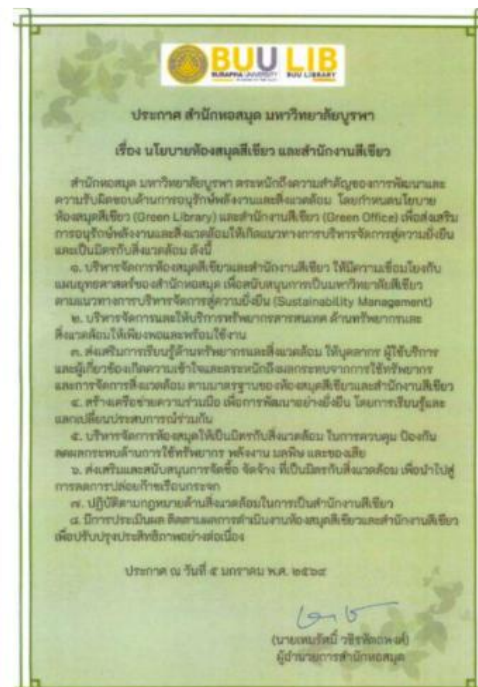 BUU LIB
BURAPHA UNIVERSITY BUU LIBRARY
ประกาศ สำนักหอสมุด มหาวิทยาลัยบูรพา
เรื่อง นโยบายห้องสมุดสีเขียว และสำนักงานสีเขียว
สำนักหอสมุด มหาวิทยาลัยบูรพา ตระหนักถึงความสำคัญของการพัฒนาและ
ความรับผิดชอบด้านการอนุรักษ์พลังงานและสิ่งแวดล้อม โดยกำหนดนโยบาย
ห้องสมุดสีเขียว (Green Library) และสำนักงานสีเขียว (Green Office) เพื่อส่งเสริม
การอนุรักษ์พลังงานและสิ่งแวดล้อมให้เกิดแนวทางการบริหารจัดการสู่ความยั่งยืน
และเป็นมิตรกับสิ่งแวดล้อม ดังนี้
๑. บริหารจัดการห้องสมุดสีเขียวและสำนักงานสีเขียว ให้มีความเชื่อมโยงกับ
แผนยุทธศาสตร์ของสำนักหอสมุด เพื่อสนับสนุนการเป็นมหาวิทยาลัยสีเขียว
ตามแนวทางการบริหารจัดการสู่ความยั่งยืน (Sustainability Management)
๒. บริหารจัดการและให้บริการทรัพยากรสารสนเทศ ด้านทรัพยากรและ
สิ่งแวดล้อมให้เพียงพอและพร้อมใช้งาน
๓. ส่งเสริมการเรียนรู้ด้านทรัพยากรและสิ่งแวดล้อม ให้บุคลากร ผู้ใช้บริการ
และผู้เกี่ยวข้องเกิดความเข้าใจและตระหนักถึงผลกระทบจากการใช้ทรัพยากร
และการจัดการสิ่งแวดล้อม ตามมาตรฐานของห้องสมุดสีเขียวและสำนักงานสีเขียว
๔. สร้างเครือข่ายความร่วมมือ เพื่อการพัฒนาอย่างยั่งยืน โดยการเรียนรู้และ
แลกเปลี่ยนประสบการณ์ร่วมกัน
๕. บริหารจัดการห้องสมุดให้เป็นมิตรกับสิ่งแวดล้อม ในการควบคุม ป้องกัน
ลดผลกระทบด้านการใช้ทรัพยากร พลังงาน มลพิษ และของเสีย
๖. ส่งเสริมและสนับสนุนการจัดซื้อ จัดจ้าง ที่เป็นมิตรกับสิ่งแวดล้อม เพื่อนำไปสู่
การลดการปล่อยก๊าซเรือนกระจก
๗. ปฏิบัติตามกฎหมายด้านสิ่งแวดล้อมในการเป็นสำนักงานสีเขียว
๘. มีการประเมินผล ติดตามผลการดำเนินงานห้องสมุดสีเขียวและสำนักงานสีเขียว
เพื่อปรับปรุงประสิทธิภาพอย่างต่อเนื่อง
ประกาศ ณ วันที่ ๕ มกราคม พ.ศ. ๒๕๖๔
(นายเหมรัศมิ์ วชิรหัตถพงศ์)
ผู้อำนวยการสำนักหอสมุด